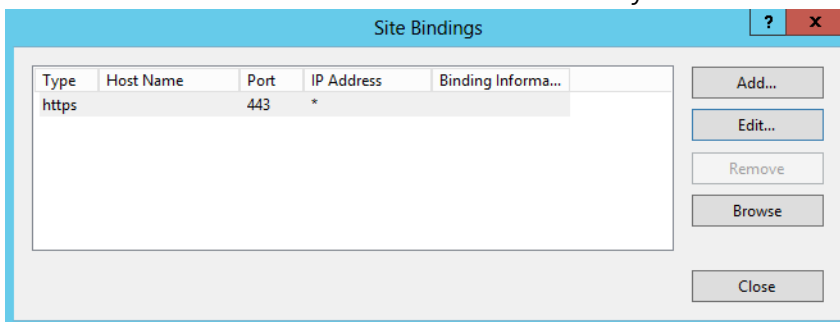 Site Bindings
? x
Type Host Name Port IP Address Binding Informa...
https 443 *
Add...
Edit...
Remove
Browse
Close